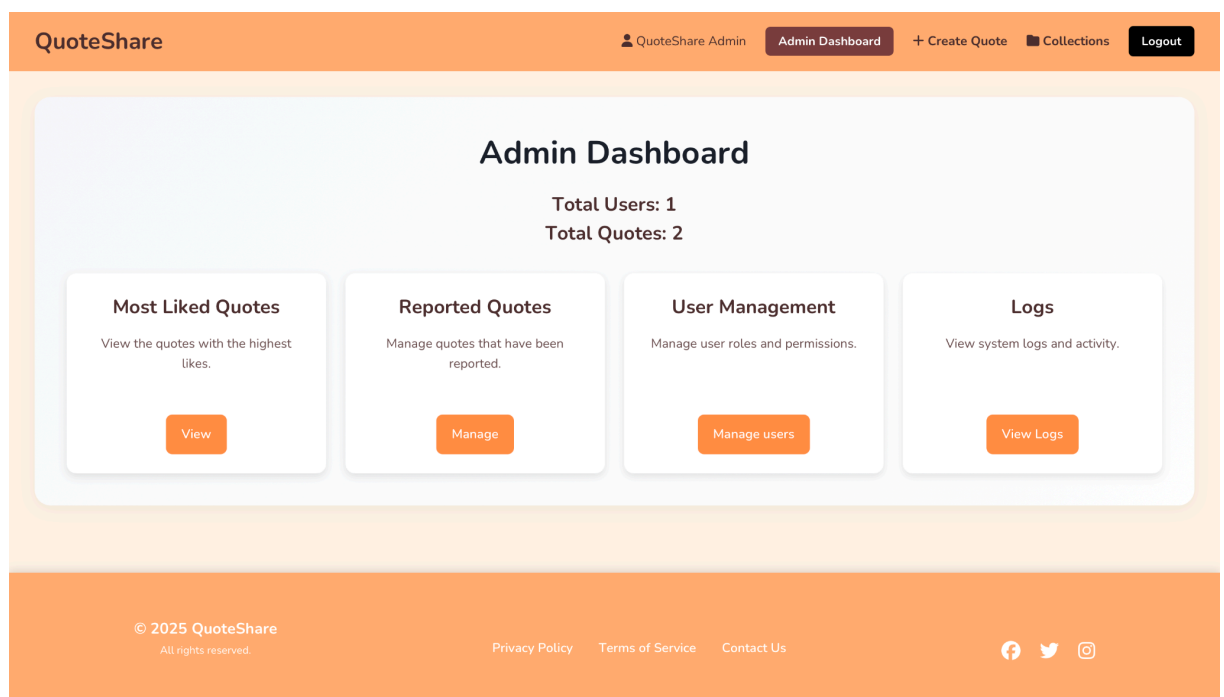 QuoteShare
QuoteShare Admin
Admin Dashboard
+ Create Quote
Collections
Logout
Admin Dashboard
Total Users: 1
Total Quotes: 2
Most Liked Quotes
View the quotes with the highest
likes.
View
Reported Quotes
Manage quotes that have been
reported.
Manage
User Management
Manage user roles and permissions.
Manage users
Logs
View system logs and activity.
View Logs
© 2025 QuoteShare
All rights reserved.
Privacy Policy
Terms of Service
Contact Us